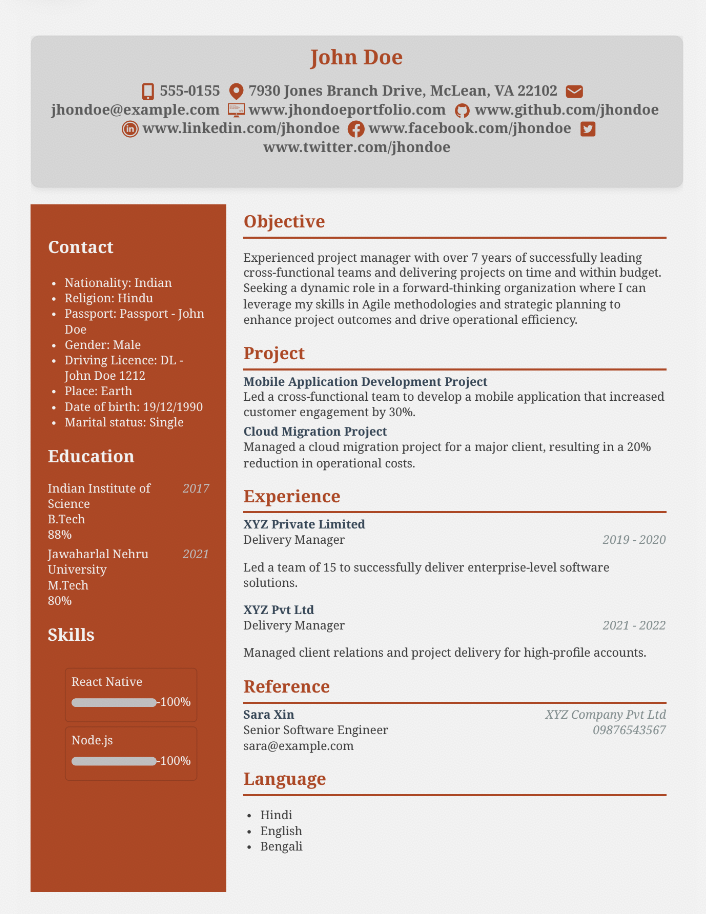 John Doe
555-0155 7930 Jones Branch Drive, McLean, VA 22102
jhondoe@example.com www.jhondoeportfolio.com www.github.com/jhondoe
www.linkedin.com/jhondoe www.facebook.com/jhondoe
www.twitter.com/jhondoe
Contact
• Nationality: Indian
• Religion: Hindu
• Passport: Passport - John
Doe
• Gender: Male
• Driving Licence: DL -
John Doe 1212
• Place: Earth
• Date of birth: 19/12/1990
• Marital status: Single
Education
Indian Institute of 2017
Science
B.Tech
88%
Jawaharlal Nehru 2021
University
M.Tech
80%
Skills
React Native
-100%
Node.js
-100%
Objective
Experienced project manager with over 7 years of successfully leading
cross-functional teams and delivering projects on time and within budget.
Seeking a dynamic role in a forward-thinking organization where I can
leverage my skills in Agile methodologies and strategic planning to
enhance project outcomes and drive operational efficiency.
Project
Mobile Application Development Project
Led a cross-functional team to develop a mobile application that increased
customer engagement by 30%.
Cloud Migration Project
Managed a cloud migration project for a major client, resulting in a 20%
reduction in operational costs.
Experience
XYZ Private Limited
Delivery Manager 2019 - 2020
Led a team of 15 to successfully deliver enterprise-level software
solutions.
XYZ Pvt Ltd
Delivery Manager 2021 - 2022
Managed client relations and project delivery for high-profile accounts.
Reference
Sara Xin XYZ Company Pvt Ltd
Senior Software Engineer 09876543567
sara@example.com
Language
• Hindi
• English
• Bengali